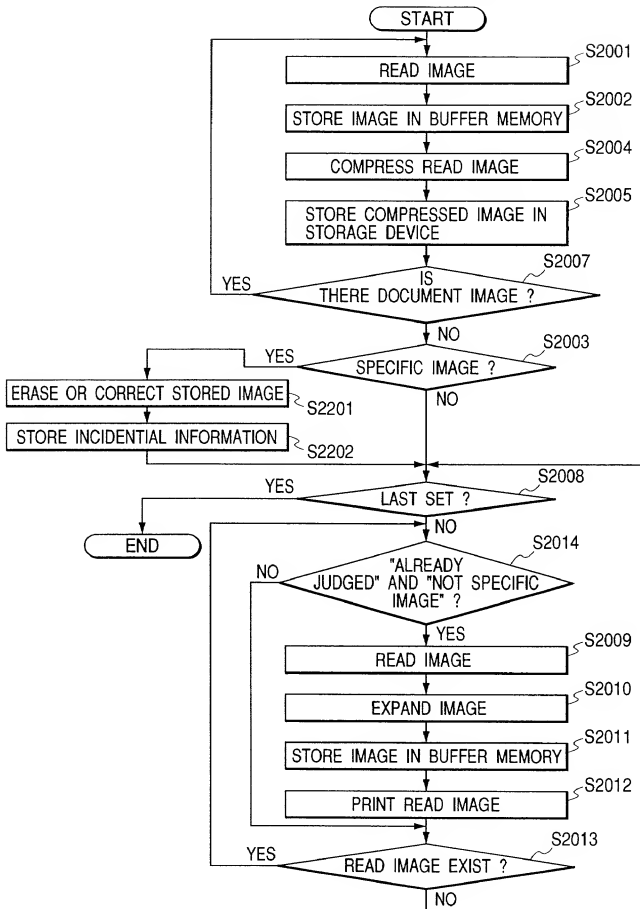 START
S2001
READ IMAGE
S2002
STORE IMAGE IN BUFFER MEMORY
S2004
COMPRESS READ IMAGE
S2005
STORE COMPRESSED IMAGE IN
STORAGE DEVICE
S2007
IS
THERE DOCUMENT IMAGE ?
YES
NO
S2003
SPECIFIC IMAGE ?
YES
NO
ERASE OR CORRECT STORED IMAGE
S2201
STORE INCIDENTIAL INFORMATION
S2202
S2008
LAST SET ?
YES
NO
END
S2014
"ALREADY
JUDGED" AND "NOT SPECIFIC
IMAGE" ?
NO
YES
S2009
READ IMAGE
S2010
EXPAND IMAGE
S2011
STORE IMAGE IN BUFFER MEMORY
S2012
PRINT READ IMAGE
S2013
READ IMAGE EXIST ?
YES
NO